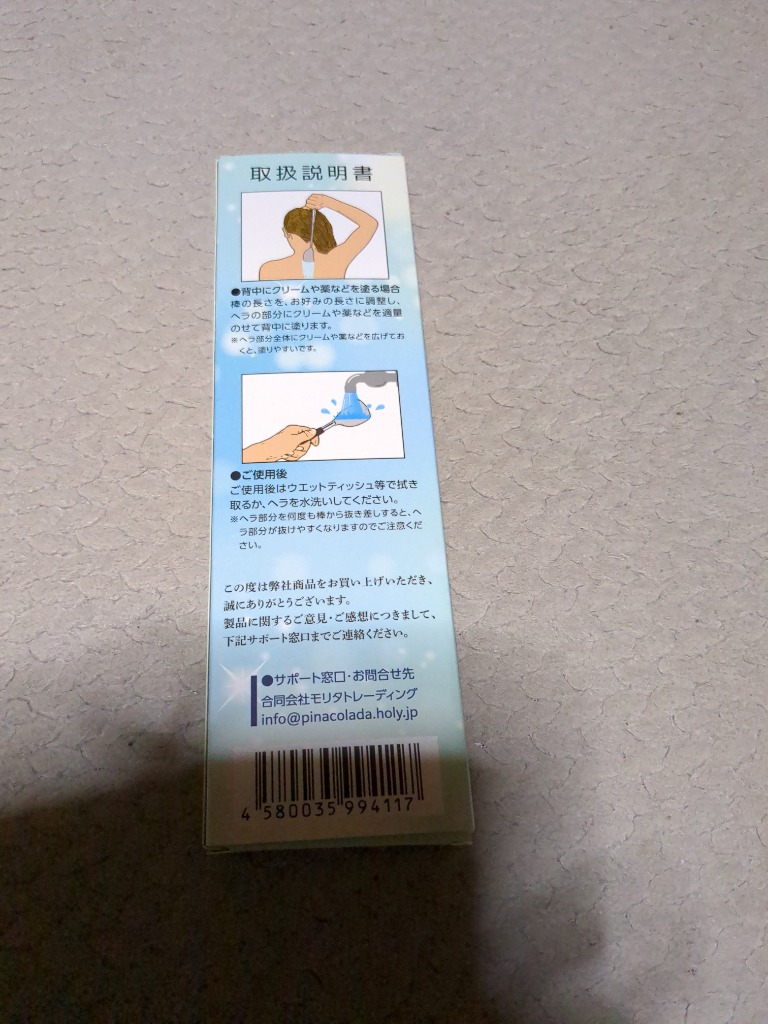 取扱説明書
●背中にクリームや薬などを塗る場合
棒の長さを、お好みの長さに調整し、
ヘラの部分にクリームや薬などを適量
のせて背中に塗ります。
※ヘラ部分全体にクリームや薬などを広げてお
くと、塗りやすいです。
●ご使用後
ご使用後はウエットティッシュ等で拭き
取るか、ヘラを水洗いしてください。
※ヘラ部分を何度も棒から抜き差しすると、ヘ
ラ部分が抜けやすくなりますのでご注意くだ
さい。
この度は弊社商品をお買い上げいただき、
誠にありがとうございます。
製品に関するご意見・ご感想につきまして、
下記サポート窓口までご連絡ください。
●サポート窓口・お問合せ先
合同会社モリタトレーディング
info@pinacolada.holy.jp
4 580035 994117